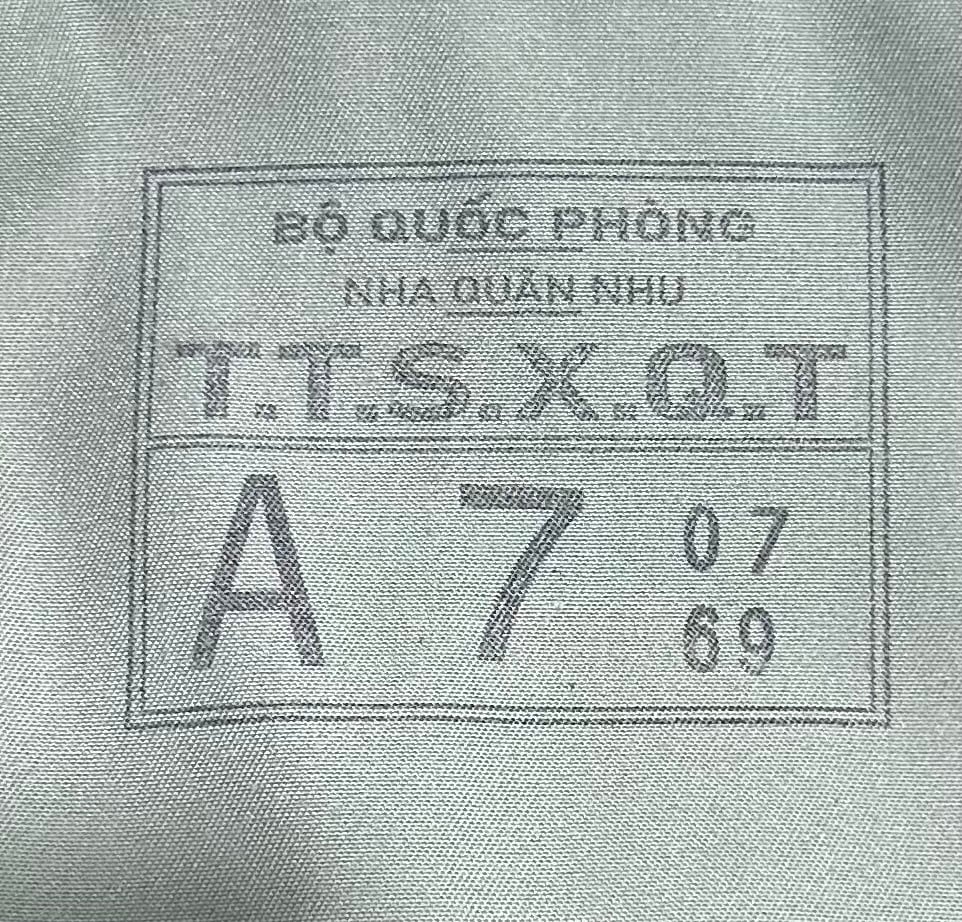 BỘ QUỐC PHÒNG
NHA QUÂN NHU
T.T.S.X.Q.T
A 7 07
69